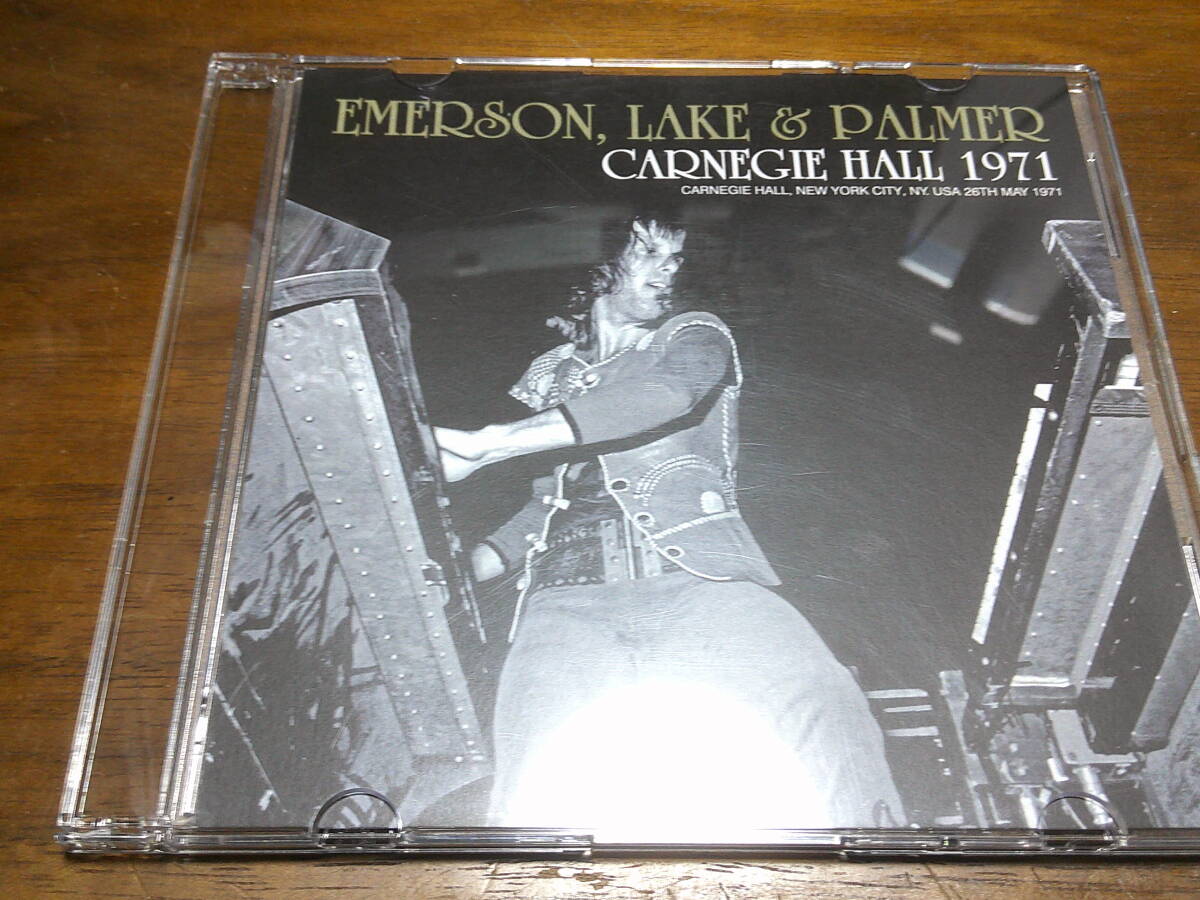 EMERSON, LAKE & PALMER
CARNEGIE HALL 1971
CARNEGIE HALL, NEW YORK CITY, NY. USA 26TH MAY 1971